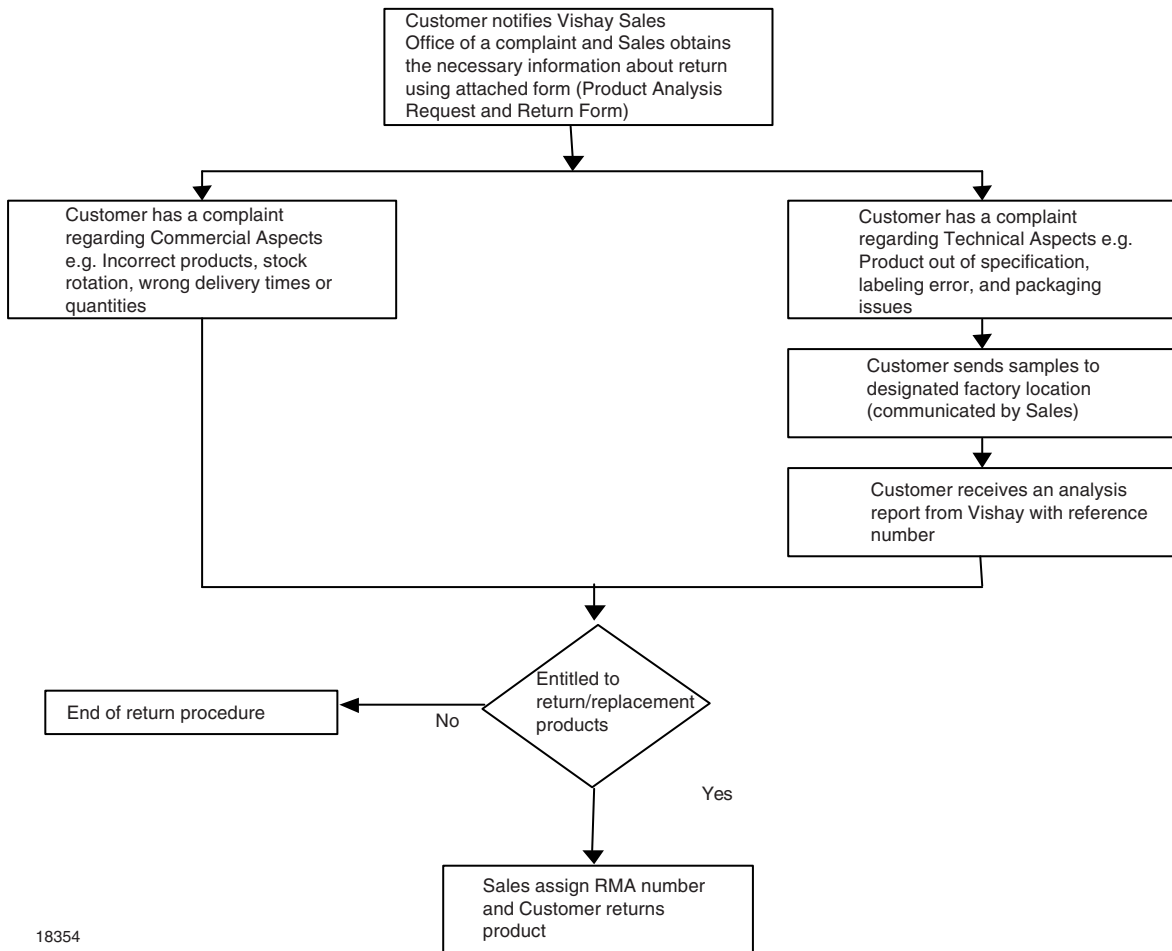 Customer notifies Vishay Sales
Office of a complaint and Sales obtains
the necessary information about return
using attached form (Product Analysis
Request and Return Form)
Customer has a complaint
regarding Commercial Aspects
e.g. Incorrect products, stock
rotation, wrong delivery times or
quantities
Customer has a complaint
regarding Technical Aspects e.g.
Product out of specification,
labeling error, and packaging
issues
Customer sends samples to
designated factory location
(communicated by Sales)
Customer receives an analysis
report from Vishay with reference
number
Entitled to
return/replacement
products
End of return procedure
No
Yes
Sales assign RMA number
and Customer returns
product
18354